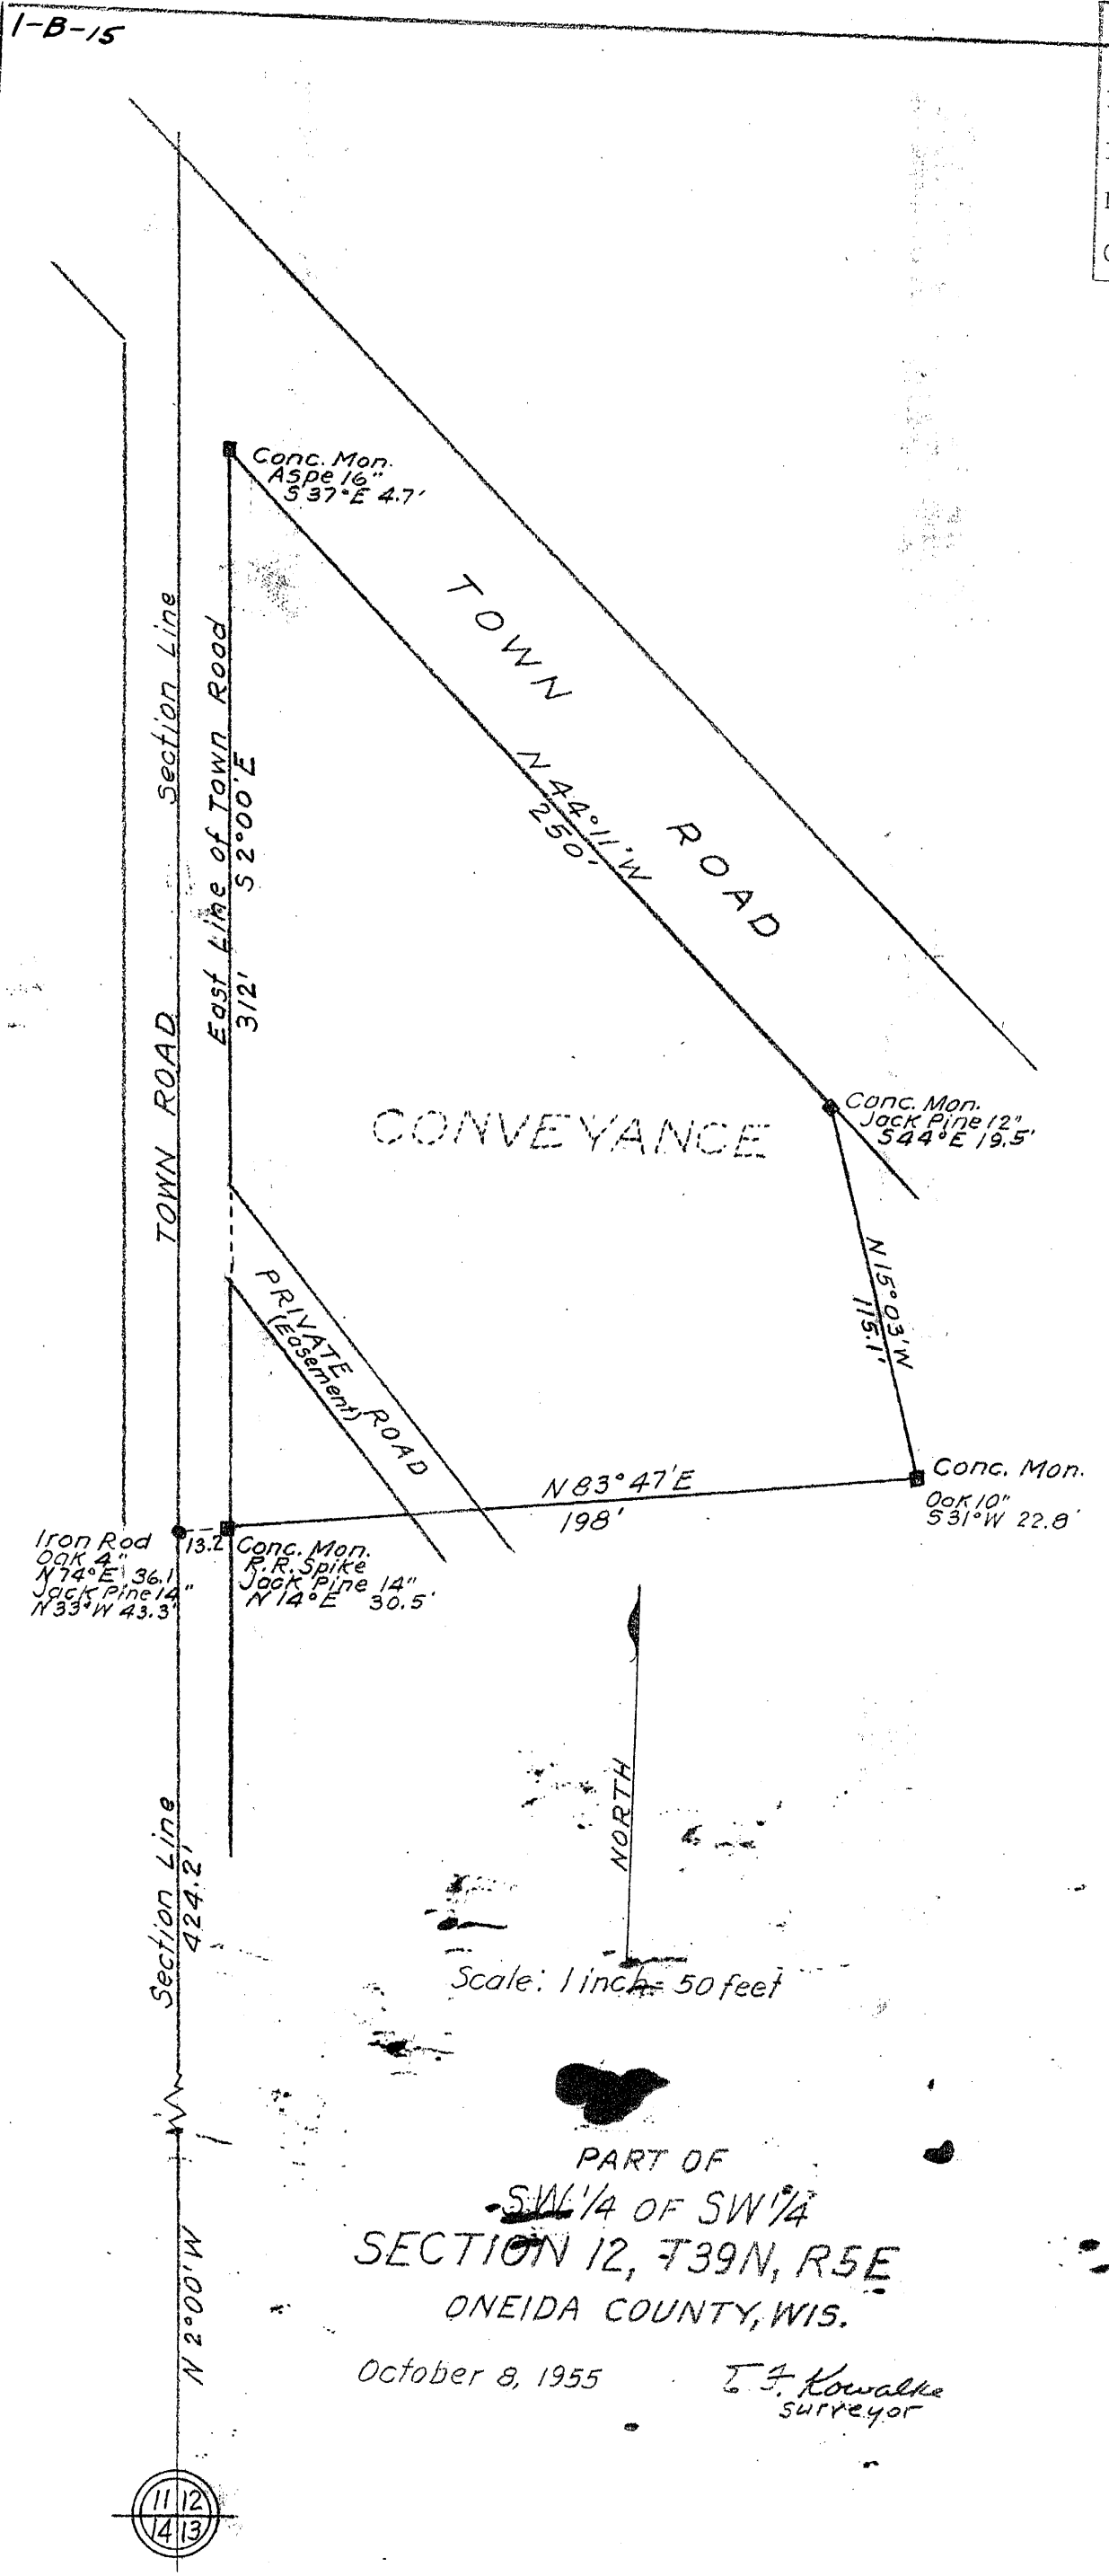 1-B-15
Conc. Mon.
Aspe 16"
S 37°E 4.7'
TOWN ROAD
N 44°11'W
250'
Section Line
East Line of Town Road
312' S 2°00'E
TOWN ROAD
CONVEYANCE
Conc. Mon.
Jack Pine 12"
S44°E 19.5'
N 15°03'W
115.1'
PRIVATE ROAD
(Easement)
N 83°47'E
198'
Conc. Mon.
Oak 10"
S31°W 22.8'
Iron Rod
Oak 4"
N74°E 36.1'
Jack Pine 14"
N33°W 43.3'
13.2
Conc. Mon.
R.R. Spike
Jack Pine 14"
N 14°E 30.5'
NORTH
Section Line
424.2'
Scale: 1 inch = 50 feet
N 2°00'W
PART OF
SW 1/4 OF SW 1/4
SECTION 12, T39N, R5E
ONEIDA COUNTY, WIS.
October 8, 1955
Kowalke
surveyor
11 12
14 13